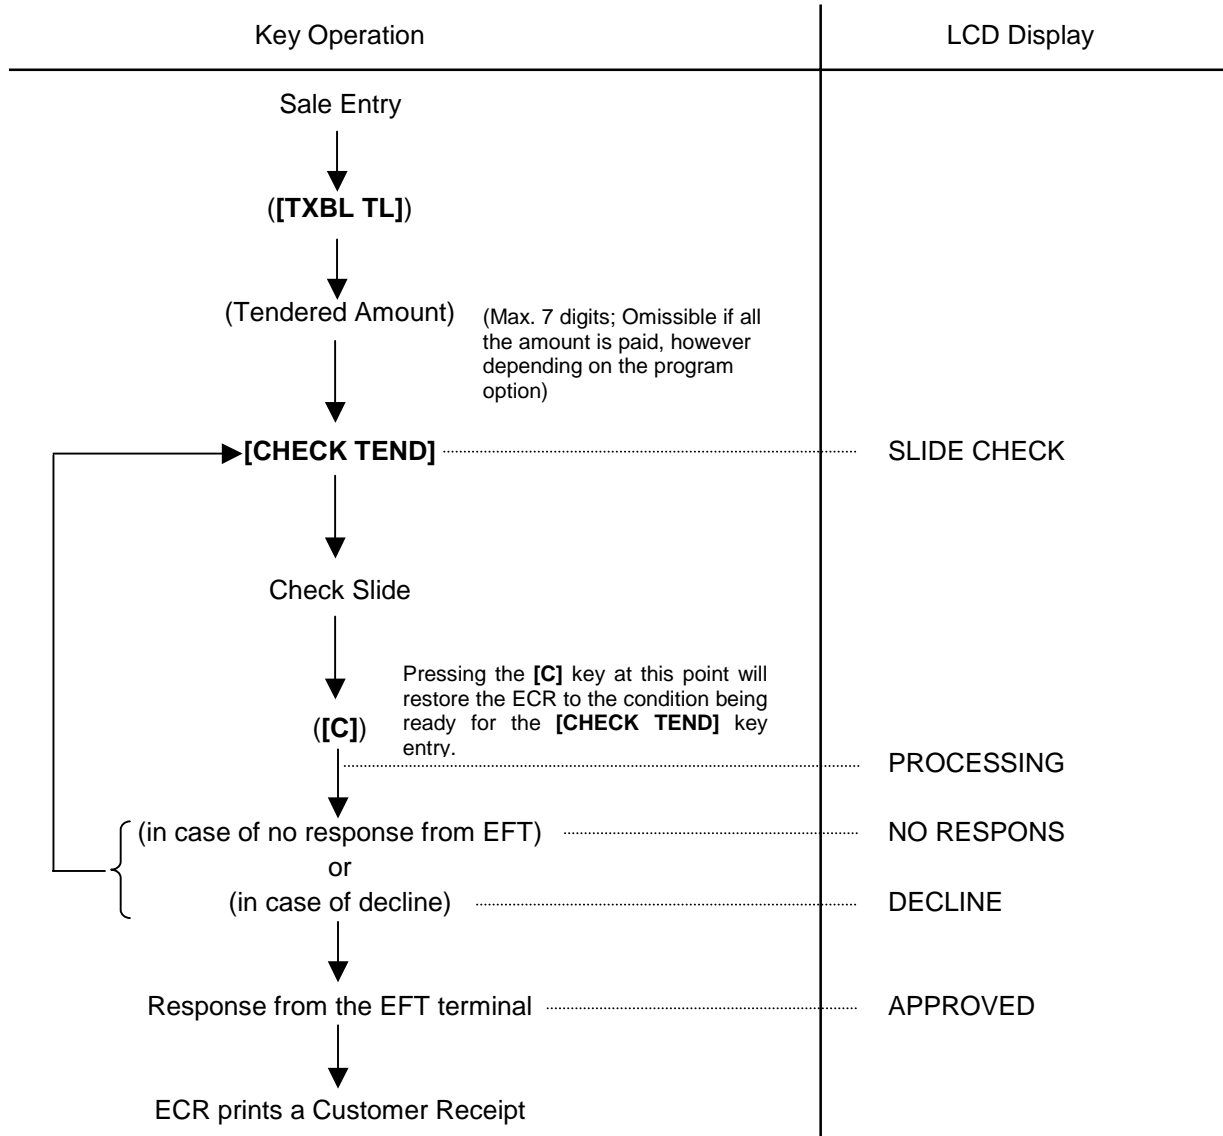 Key Operation
LCD Display
Sale Entry
([TXBL TL])
(Tendered Amount)
(Max. 7 digits; Omissible if all
the amount is paid, however
depending on the program
option)
[CHECK TEND]
SLIDE CHECK
Check Slide
Pressing the [C] key at this point will
restore the ECR to the condition being
ready for the [CHECK TEND] key
entry.
([C])
PROCESSING
(in case of no response from EFT)
NO RESPONS
or
(in case of decline)
DECLINE
Response from the EFT terminal
APPROVED
ECR prints a Customer Receipt